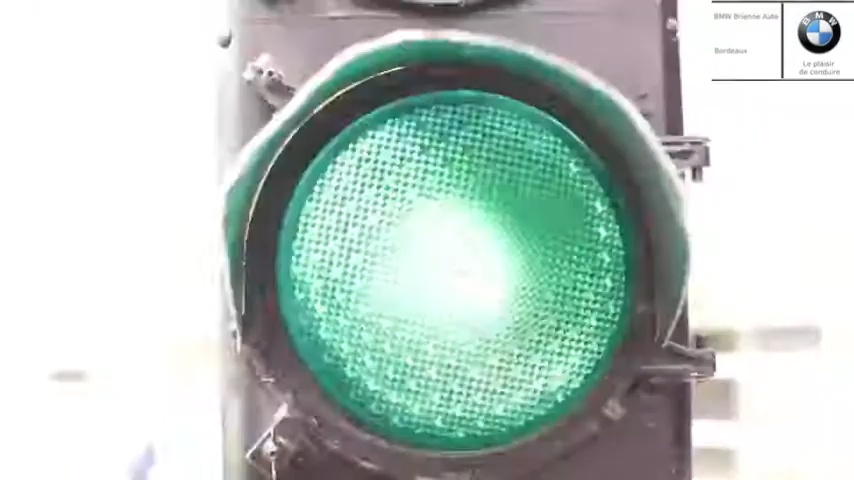 BMW Brienne Auto
Bordeaux
BMW
Le plaisir
de conduire